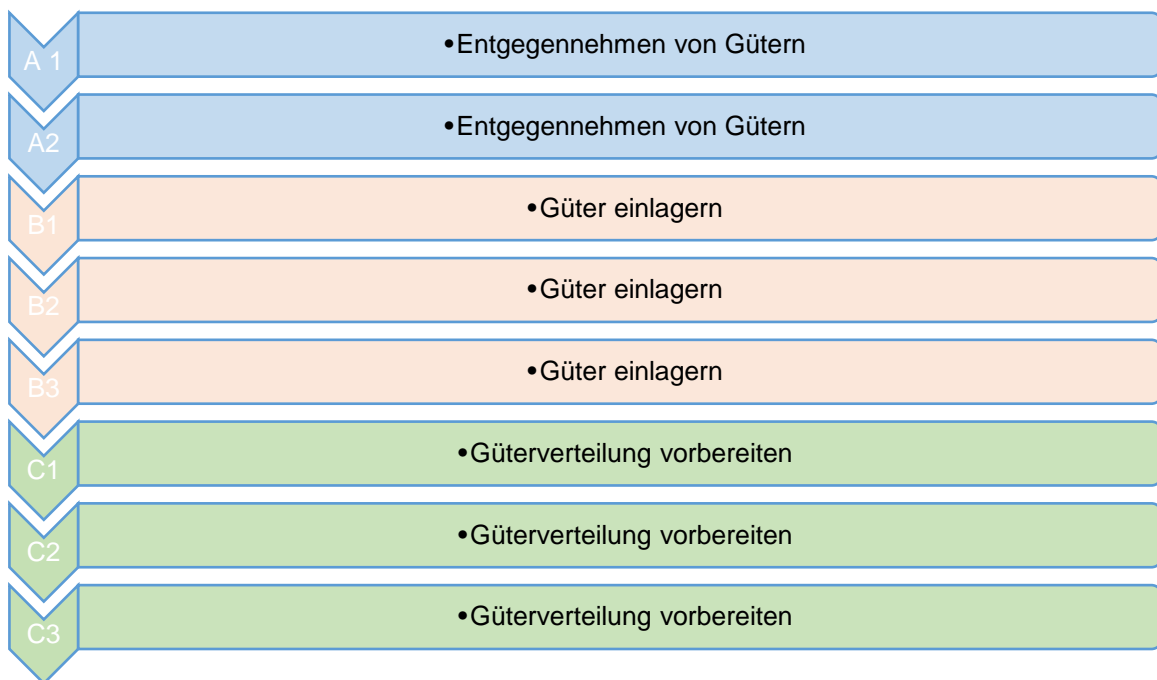 A 1
•Entgegennehmen von Gütern
A2
•Entgegennehmen von Gütern
B1
•Güter einlagern
B2
•Güter einlagern
B3
•Güter einlagern
C1
•Güterverteilung vorbereiten
C2
•Güterverteilung vorbereiten
C3
•Güterverteilung vorbereiten